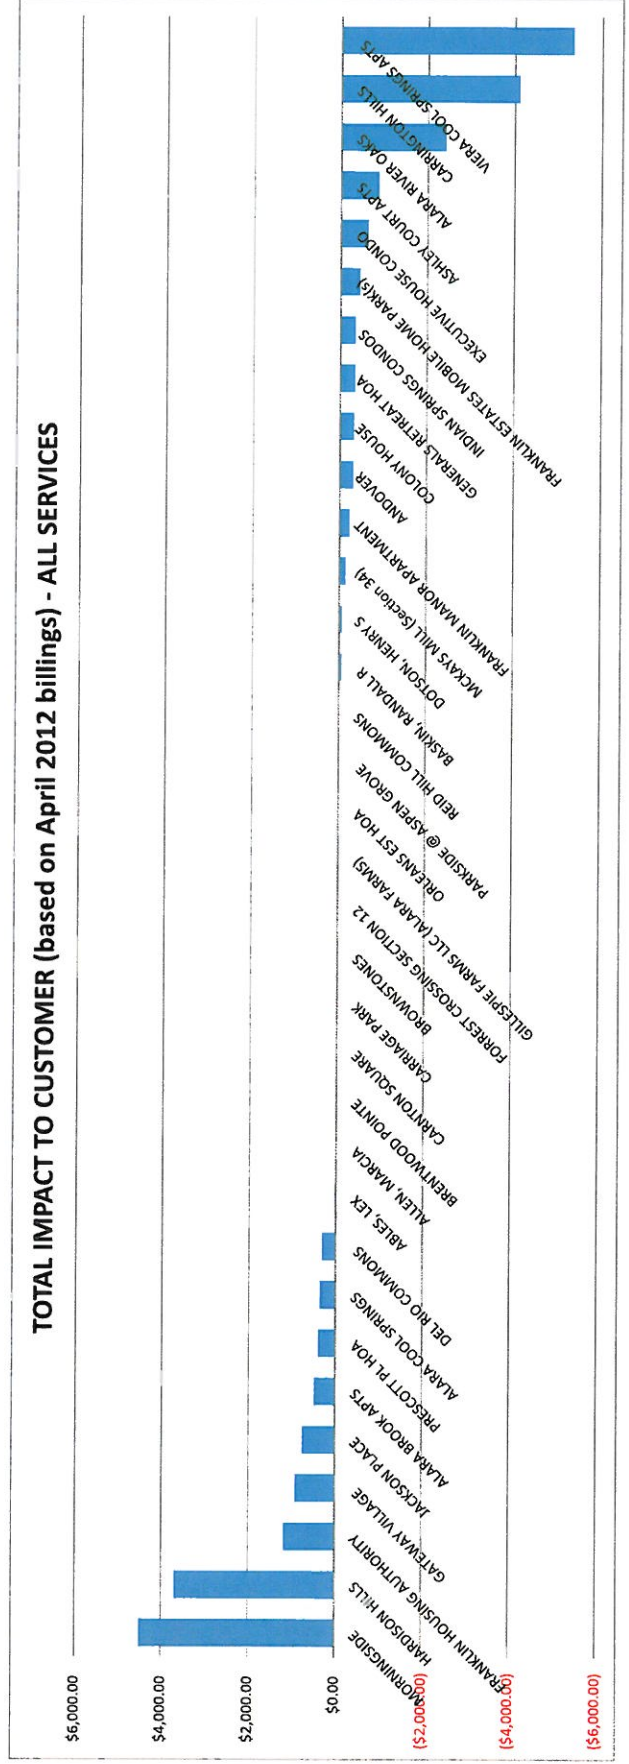 TOTAL IMPACT TO CUSTOMER (based on April 2012 billings) - ALL SERVICES
$6,000.00
$4,000.00
$2,000.00
$0.00
($2,000.00)
($4,000.00)
($6,000.00)
MORNINGSIDE
HARDISON HILLS
FRANKLIN HOUSING AUTHORITY
GATEWAY VILLAGE
JACKSON PLACE
ALARA BROOK APTS
PRESCOTT PL HOA
ALARA COOL SPRINGS
DEL RIO COMMONS
ABLES, LEX
ALLEN, MARCIA
BRENTWOOD POINTE
CARNTON SQUARE
CARRIAGE PARK
BROWNSTONES
FORREST CROSSING SECTION 12
GILLESPIE FARMS LLC (ALARA FARMS)
ORLEANS EST HOA
PARKSIDE @ ASPEN GROVE
REID HILL COMMONS
BASKIN, RANDALL R
DOTSON, HENRY S
MCKAYS MILL (Section 34)
FRANKLIN MANOR APARTMENT
ANDOVER
COLONY HOUSE
GENERALS RETREAT HOA
INDIAN SPRINGS CONDOS
FRANKLIN ESTATES MOBILE HOME PARK(s)
EXECUTIVE HOUSE CONDO
ASHLEY COURT APTS
ALARA RIVER OAKS
CARRINGTON HILLS
VIERA COOL SPRINGS APTS